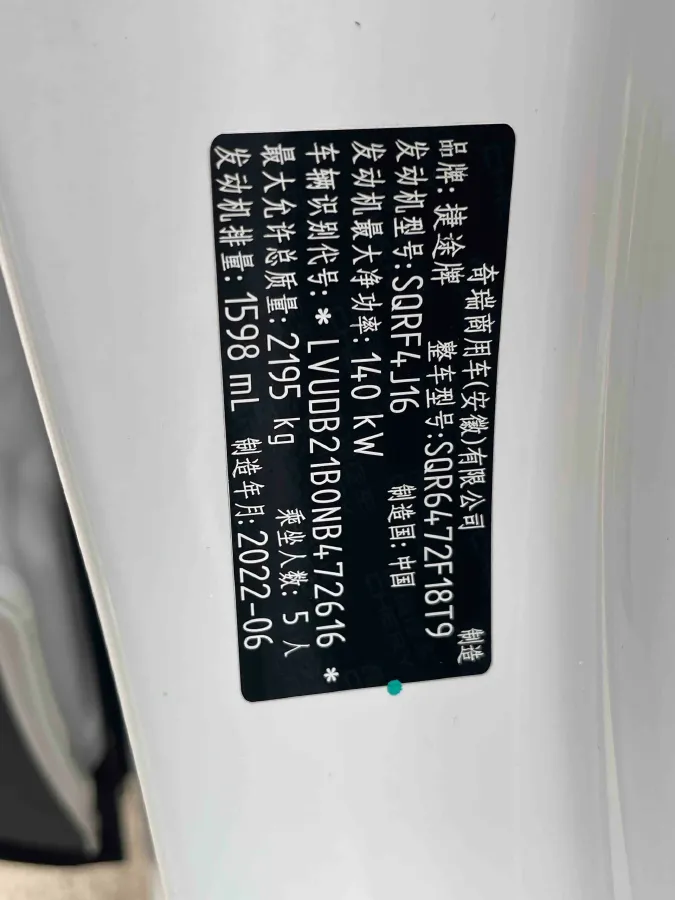 奇瑞商用车(安徽)有限公司 制造
品牌: 捷途牌 整车型号:SQR6472F18T9
发动机型号:SQRF4J16 制造国: 中国
发动机最大净功率: 140 kW
车辆识别代号: * LVUDB21B0NB472616 *
最大允许总质量: 2195 kg 乘坐人数: 5 人
发动机排量: 1598 mL 制造年月: 2022-06